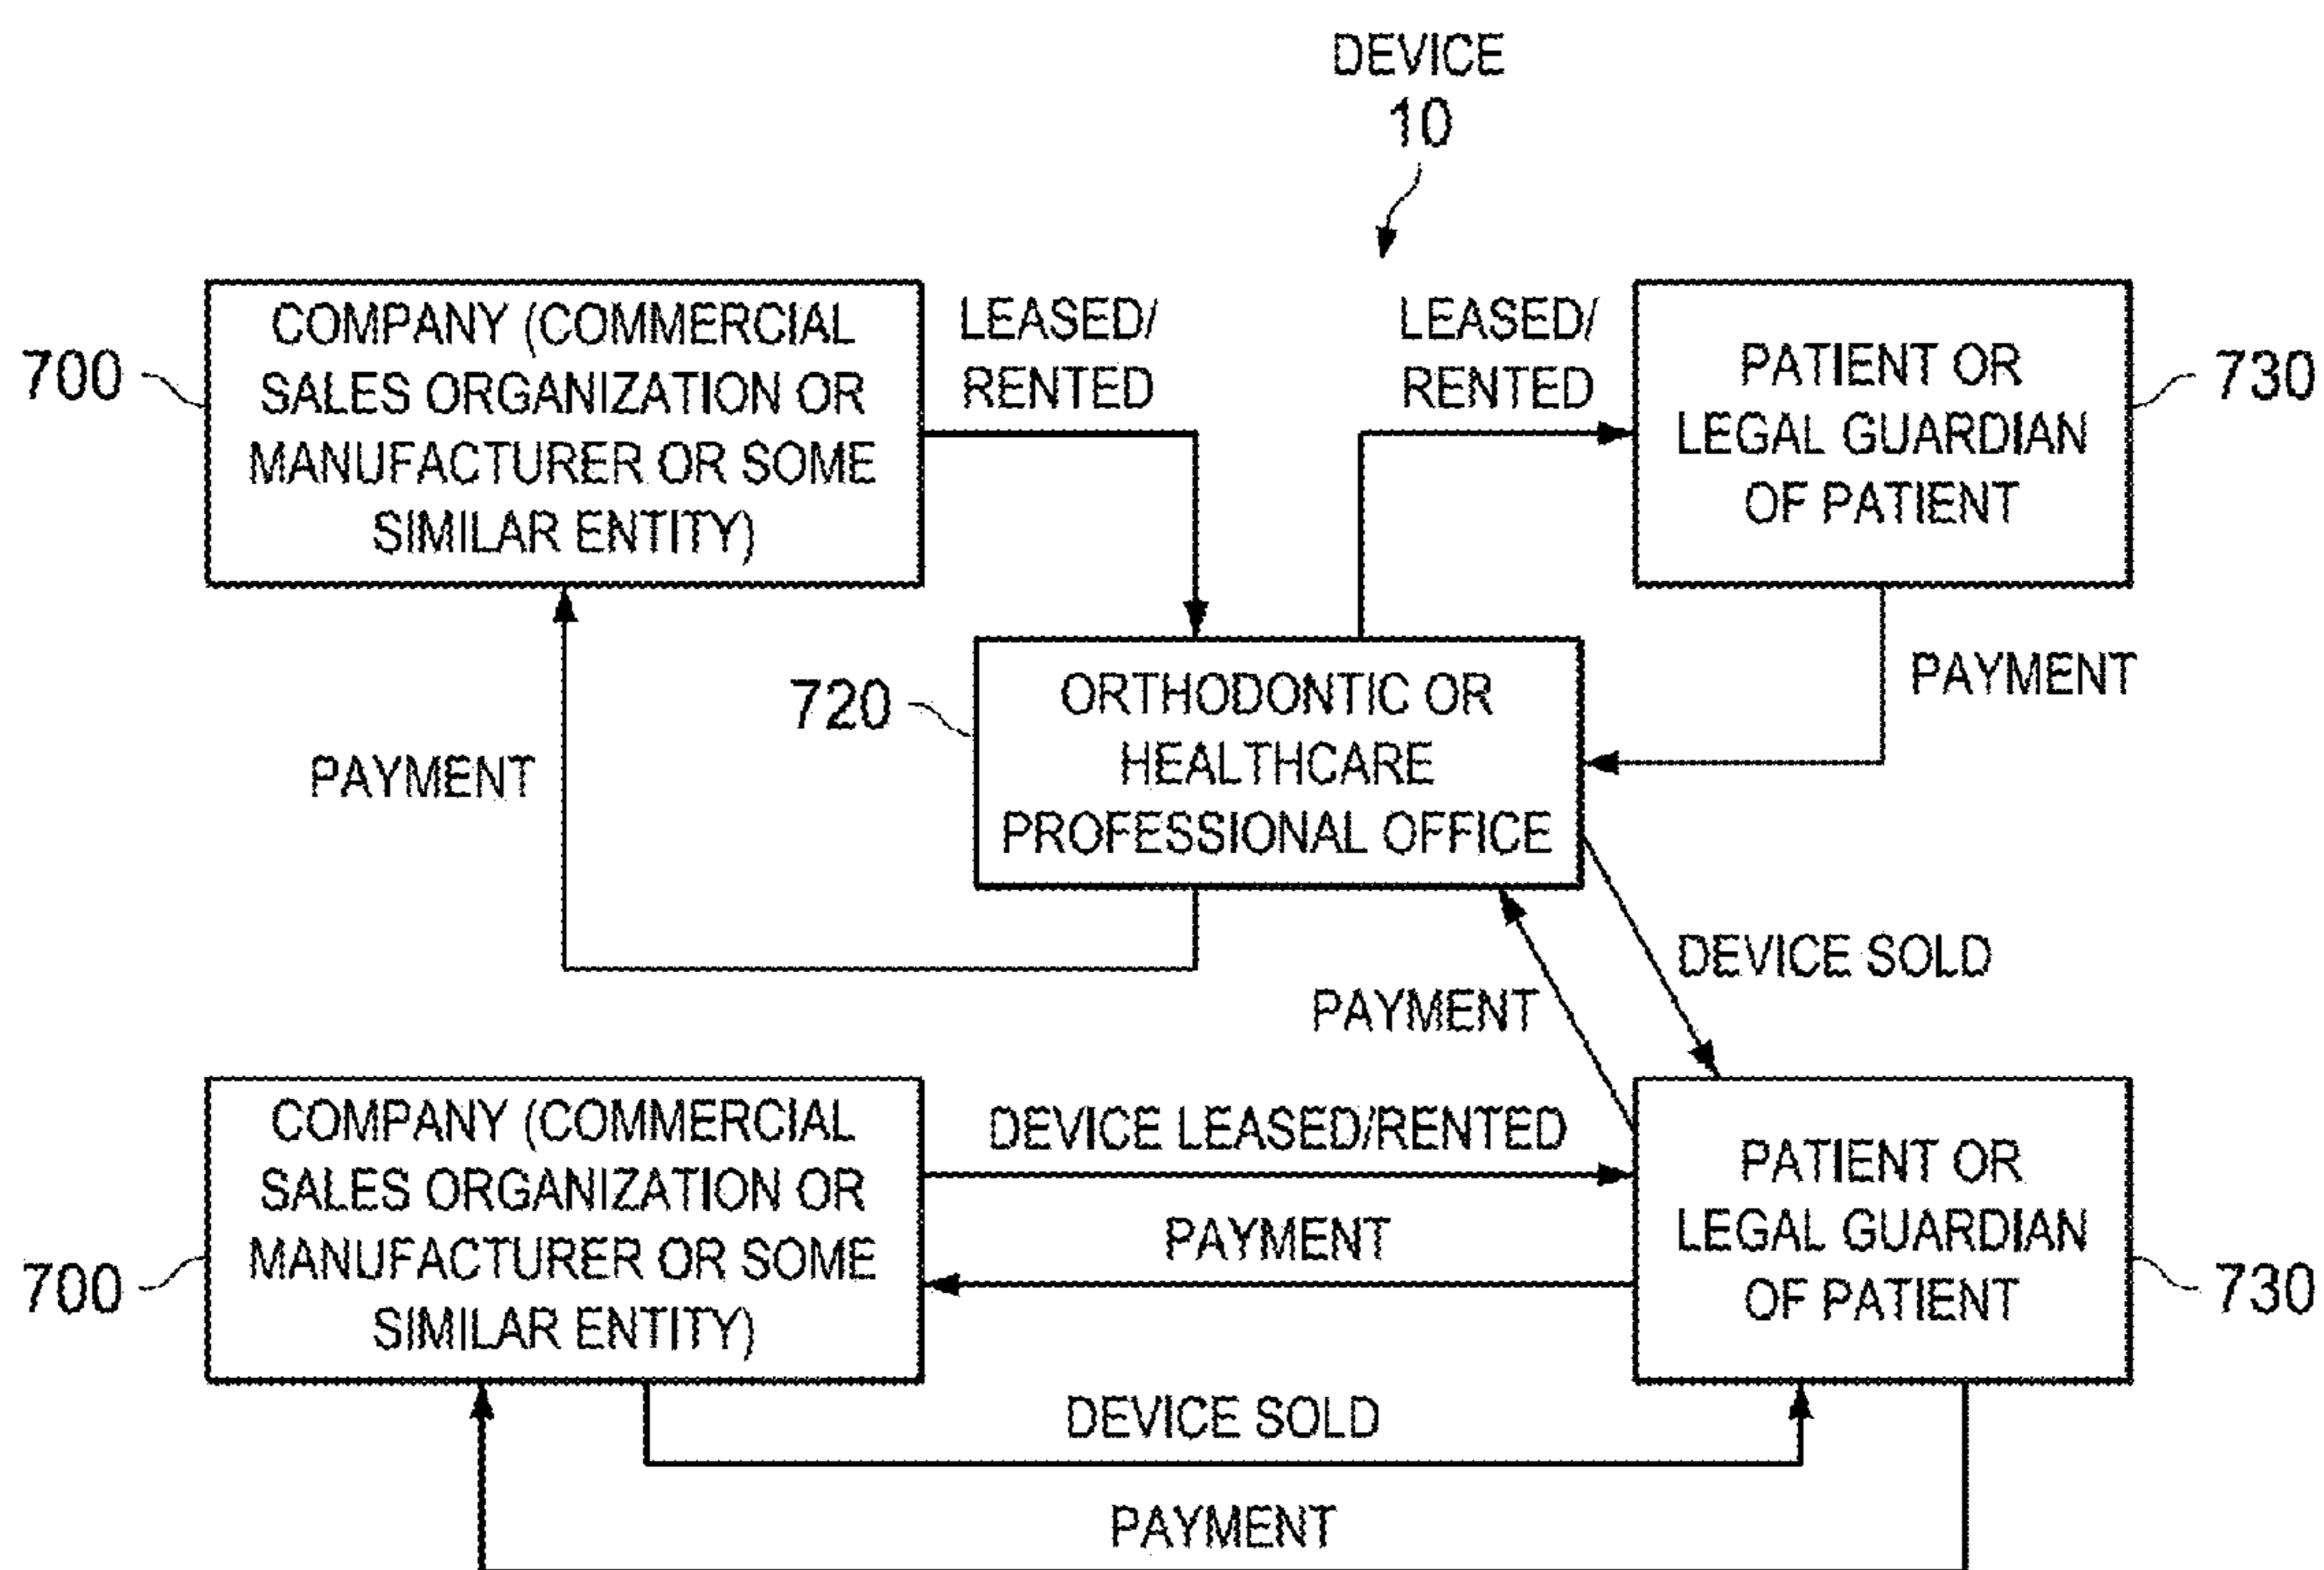 DEVICE
10
COMPANY (COMMERCIAL
SALES ORGANIZATION OR
MANUFACTURER OR SOME
SIMILAR ENTITY)
700
LEASED/
RENTED
LEASED/
RENTED
PATIENT OR
LEGAL GUARDIAN
OF PATIENT
730
PAYMENT
720
ORTHODONTIC OR
HEALTHCARE
PROFESSIONAL OFFICE
PAYMENT
DEVICE SOLD
PAYMENT
COMPANY (COMMERCIAL
SALES ORGANIZATION OR
MANUFACTURER OR SOME
SIMILAR ENTITY)
700
DEVICE LEASED/RENTED
PAYMENT
PATIENT OR
LEGAL GUARDIAN
OF PATIENT
730
DEVICE SOLD
PAYMENT